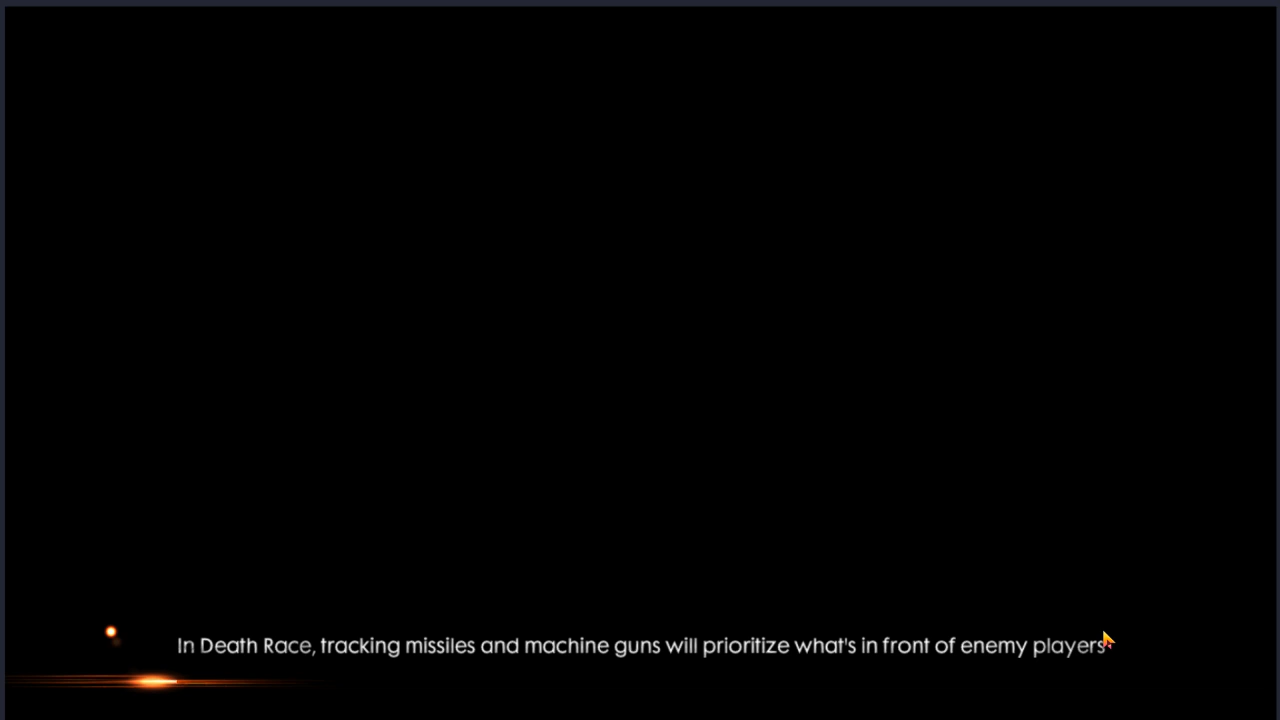 In Death Race, tracking missiles and machine guns will prioritize what's in front of enemy players